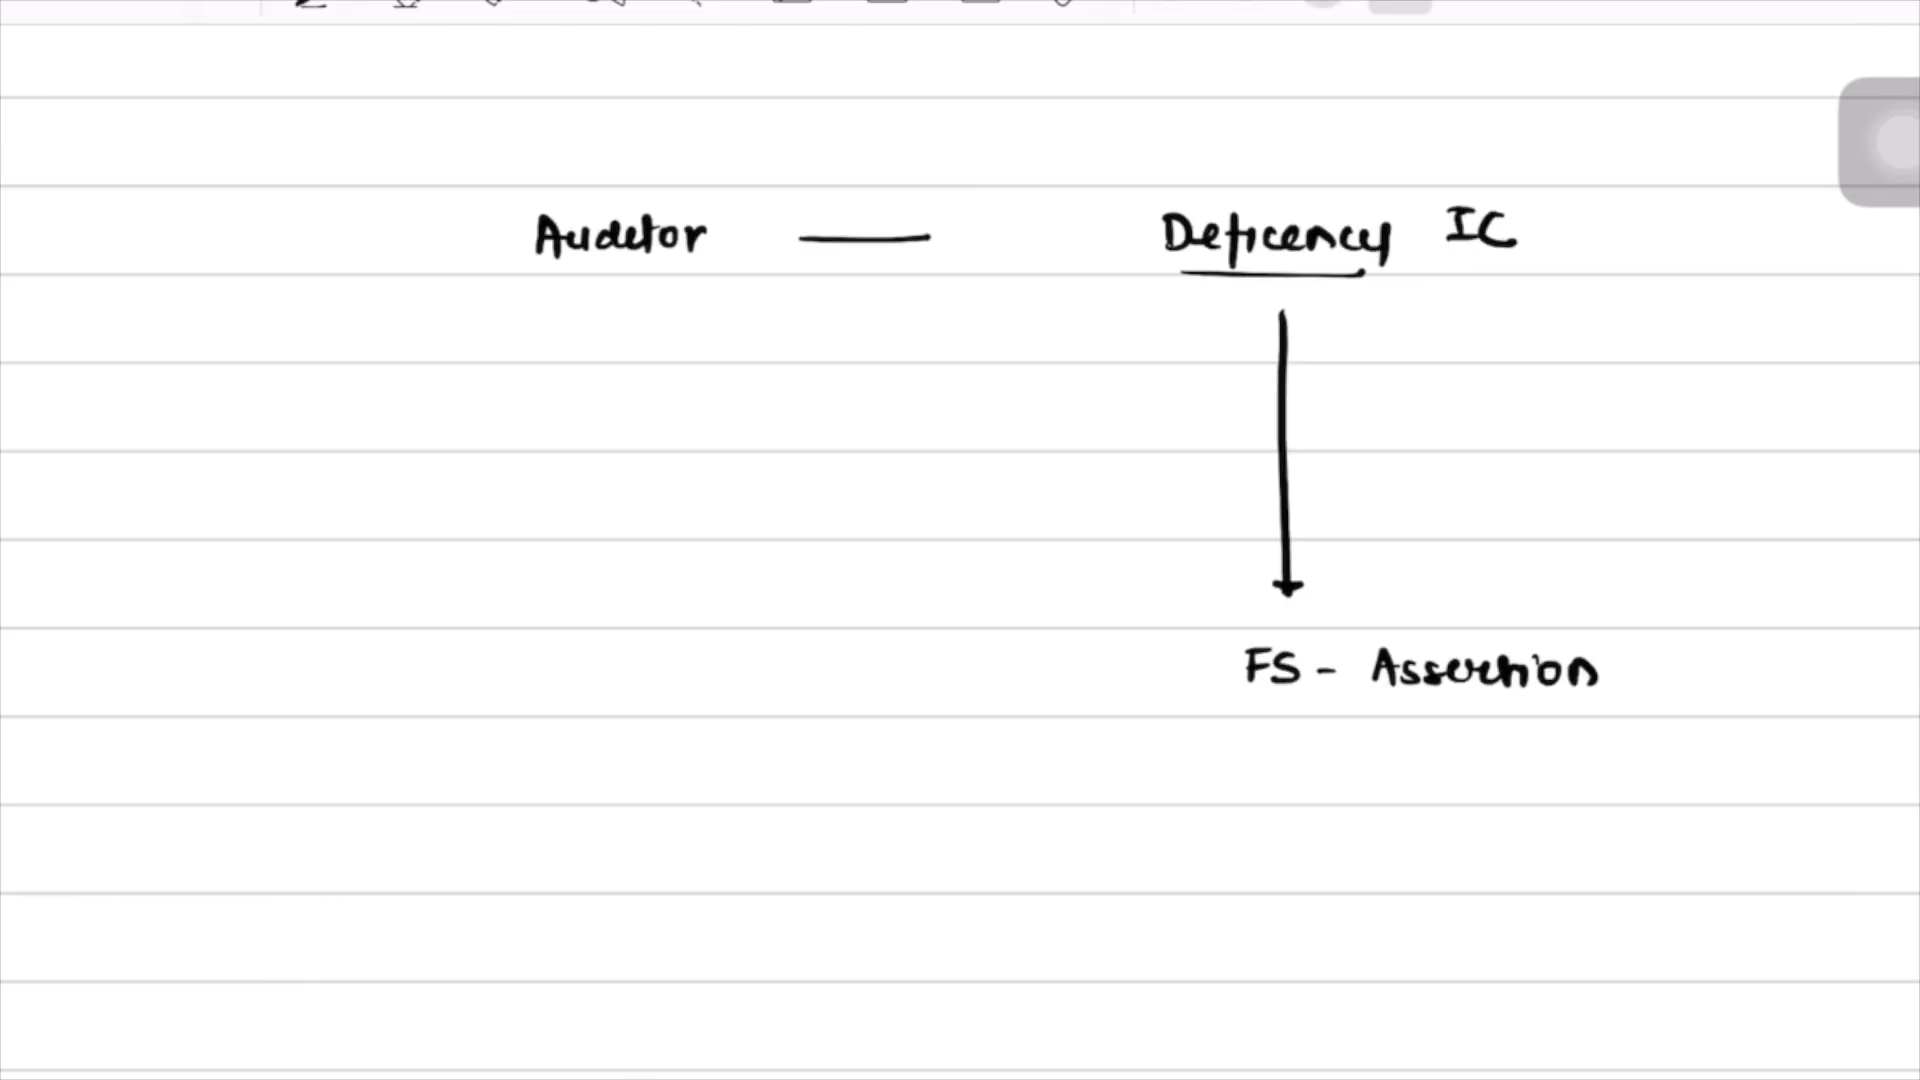 Auditor — Deficency IC
FS - Assertion